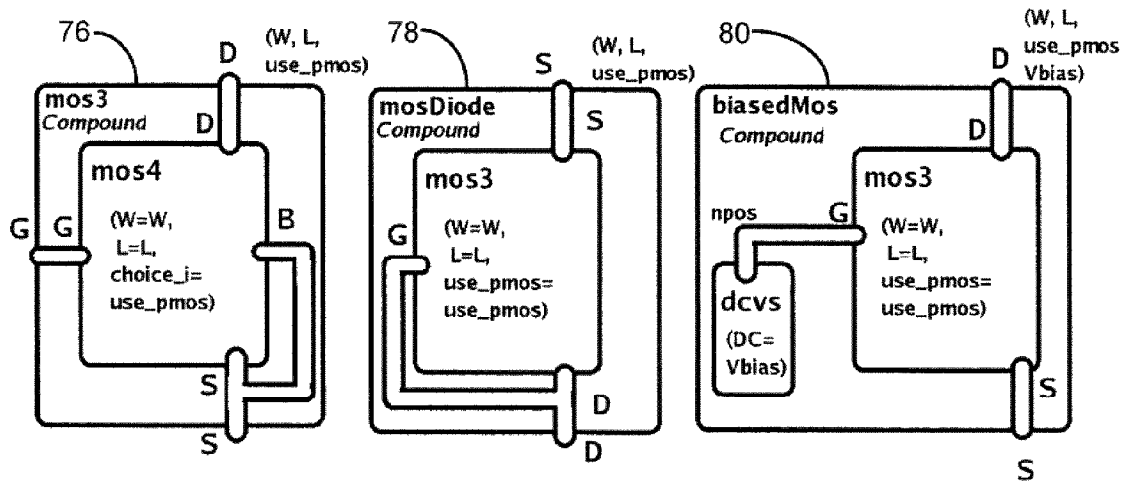 76
D
(W, L,
use_pmos)
mos3
Compound
D
mos4
G
G
(W=W,
L=L,
choice_i=
use_pmos)
B
S
S
78
S
(W, L,
use_pmos)
mosDiode
Compound
S
mos3
G
(W=W,
L=L,
use_pmos=
use_pmos)
D
D
80
D
(W, L,
use_pmos
Vbias)
biasedMos
Compound
D
mos3
npos
G
(W=W,
L=L,
use_pmos=
use_pmos)
dcvs
(DC=
Vbias)
S
S